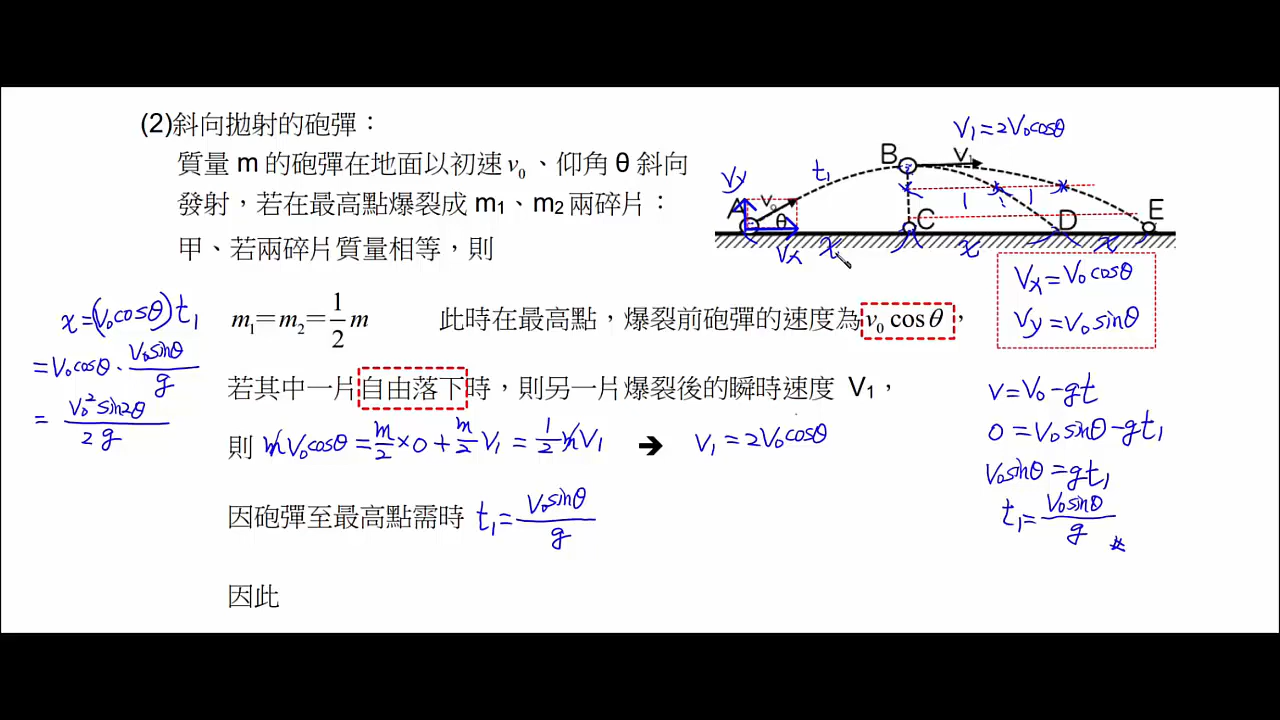 (2)斜向拋射的砲彈：
質量 m 的砲彈在地面以初速 v₀、仰角 θ 斜向
發射，若在最高點爆裂成 m₁、m₂ 兩碎片：
甲、若兩碎片質量相等，則
m₁=m₂=1/2 m 此時在最高點，爆裂前砲彈的速度為 v₀ cosθ，
若其中一片自由落下時，則另一片爆裂後的瞬時速度 V₁，
則 mV₀cosθ = m/2 ×0 + m/2 V₁ = 1/2 mV₁ ➔ V₁ = 2V₀cosθ
因砲彈至最高點需時 t₁ = V₀sinθ/g
因此
x = (V₀cosθ) t₁
= V₀cosθ · V₀sinθ/g
= V₀² sin2θ / 2g
V₁ = 2V₀cosθ
B V₁
t₁
Vy
A V₀ θ
1 1 1
C D E
Vx x x x
Vx = V₀cosθ
Vy = V₀sinθ
V = V₀ - gt
0 = V₀sinθ - gt₁
V₀sinθ = gt₁
t₁ = V₀sinθ/g #